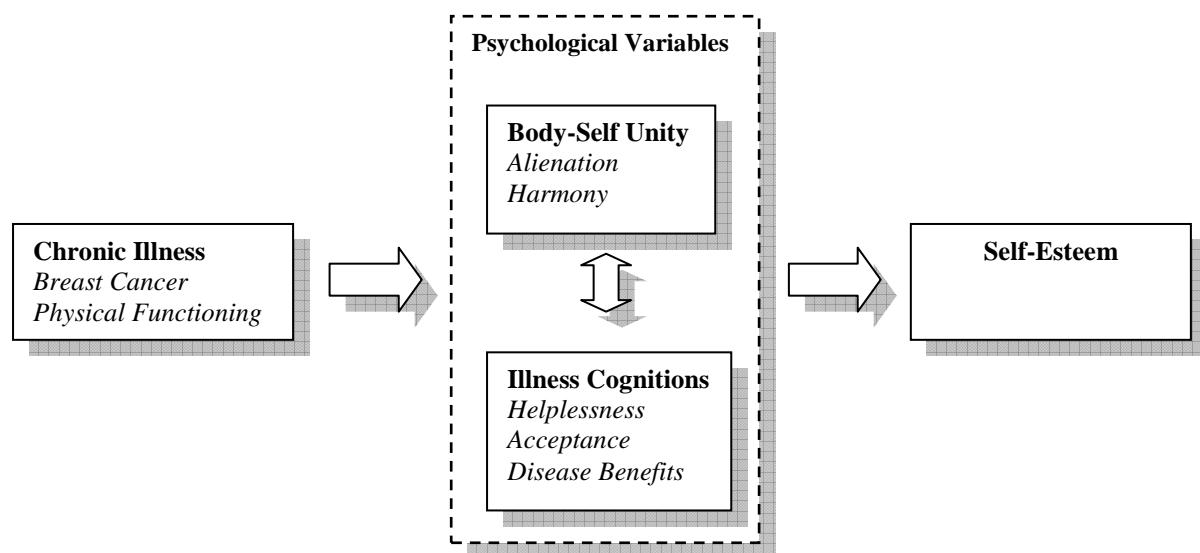 Psychological Variables
Body-Self Unity
Alienation
Harmony
Chronic Illness
Breast Cancer
Physical Functioning
Self-Esteem
Illness Cognitions
Helplessness
Acceptance
Disease Benefits